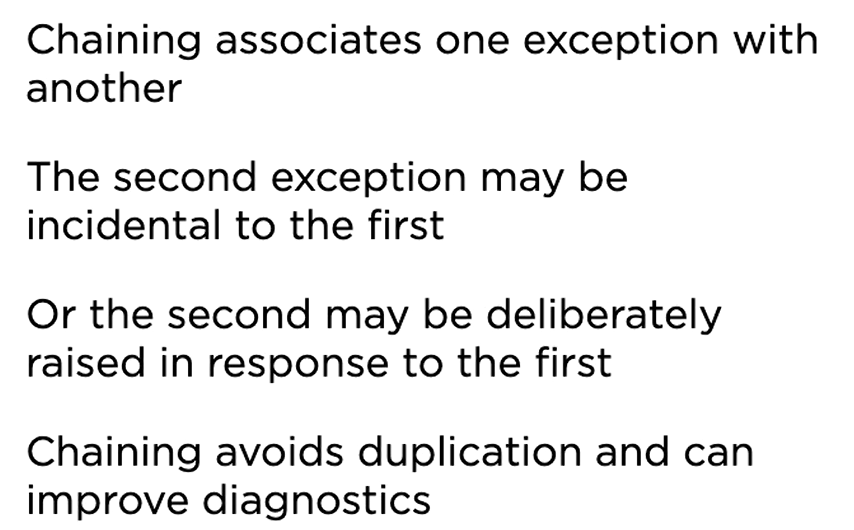 Chaining associates one exception with
another
The second exception may be
incidental to the first
Or the second may be deliberately
raised in response to the first
Chaining avoids duplication and can
improve diagnostics